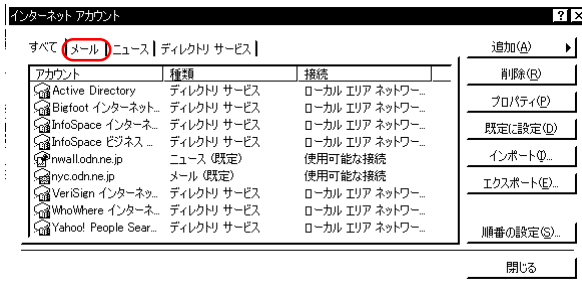 インターネット アカウント
すべて メール ニュース ディレクトリ サービス
アカウント 種類 接続
Active Directory ディレクトリ サービス ローカル エリア ネットワー...
Bigfoot インターネット... ディレクトリ サービス ローカル エリア ネットワー...
InfoSpace インターネ... ディレクトリ サービス ローカル エリア ネットワー...
InfoSpace ビジネス ... ディレクトリ サービス ローカル エリア ネットワー...
nwall.odn.ne.jp ニュース (既定) 使用可能な接続
nyc.odn.ne.jp メール (既定) 使用可能な接続
VeriSign インターネッ... ディレクトリ サービス ローカル エリア ネットワー...
WhoWhere インターネ... ディレクトリ サービス ローカル エリア ネットワー...
Yahoo! People Sear... ディレクトリ サービス ローカル エリア ネットワー...
追加(A)
削除(R)
プロパティ(P)
既定に設定(D)
インポート(I)...
エクスポート(E)...
順番の設定(S)...
閉じる